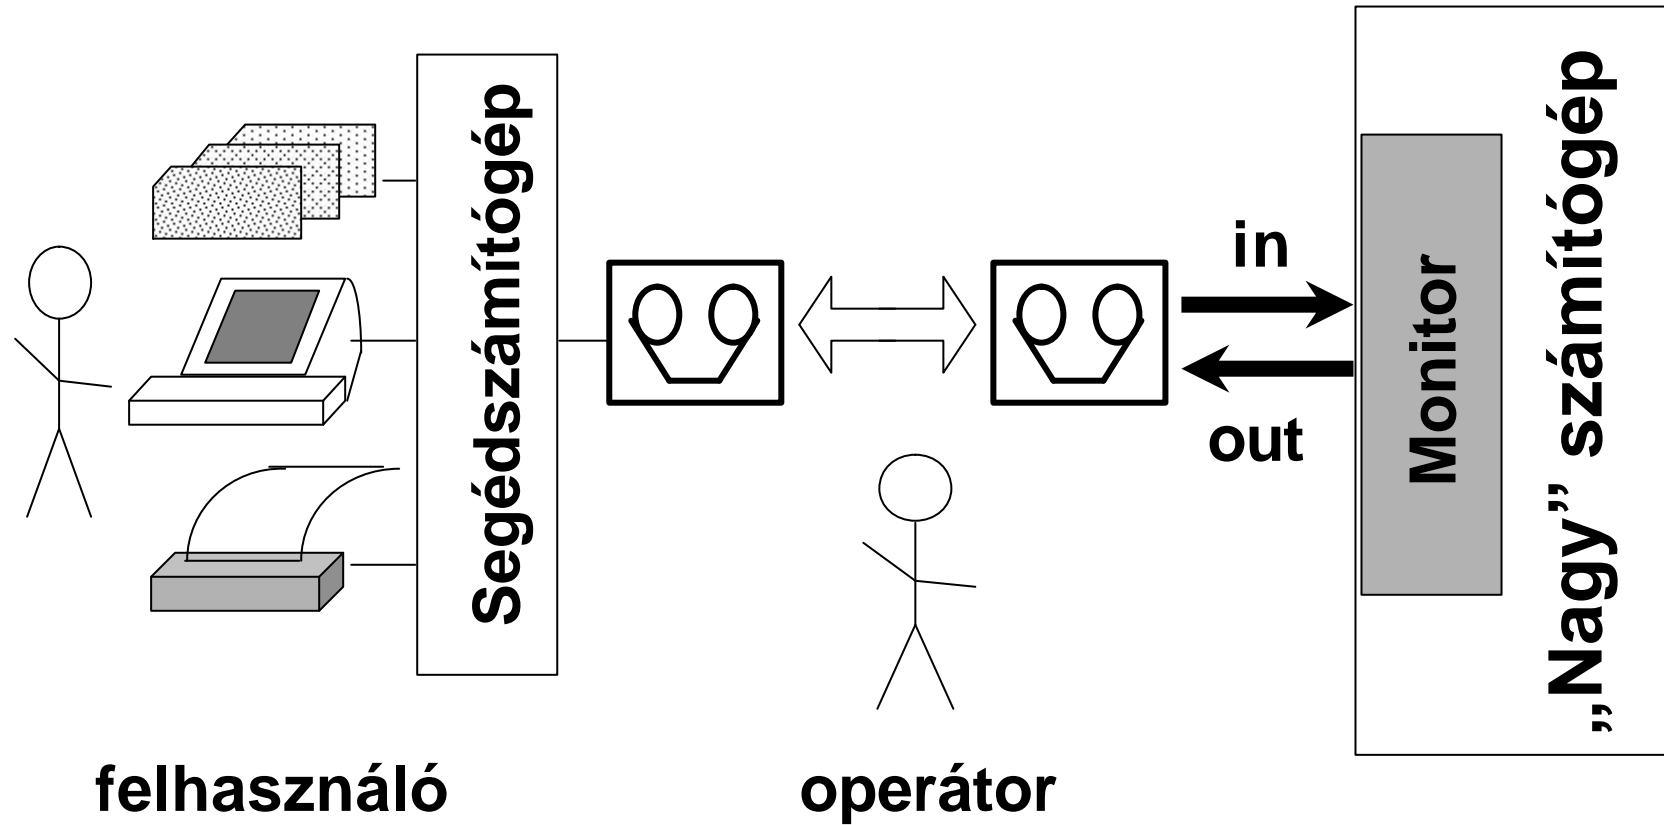 Segédszámítógép
in
out
Monitor
„Nagy” számítógép
felhasználó
operátor